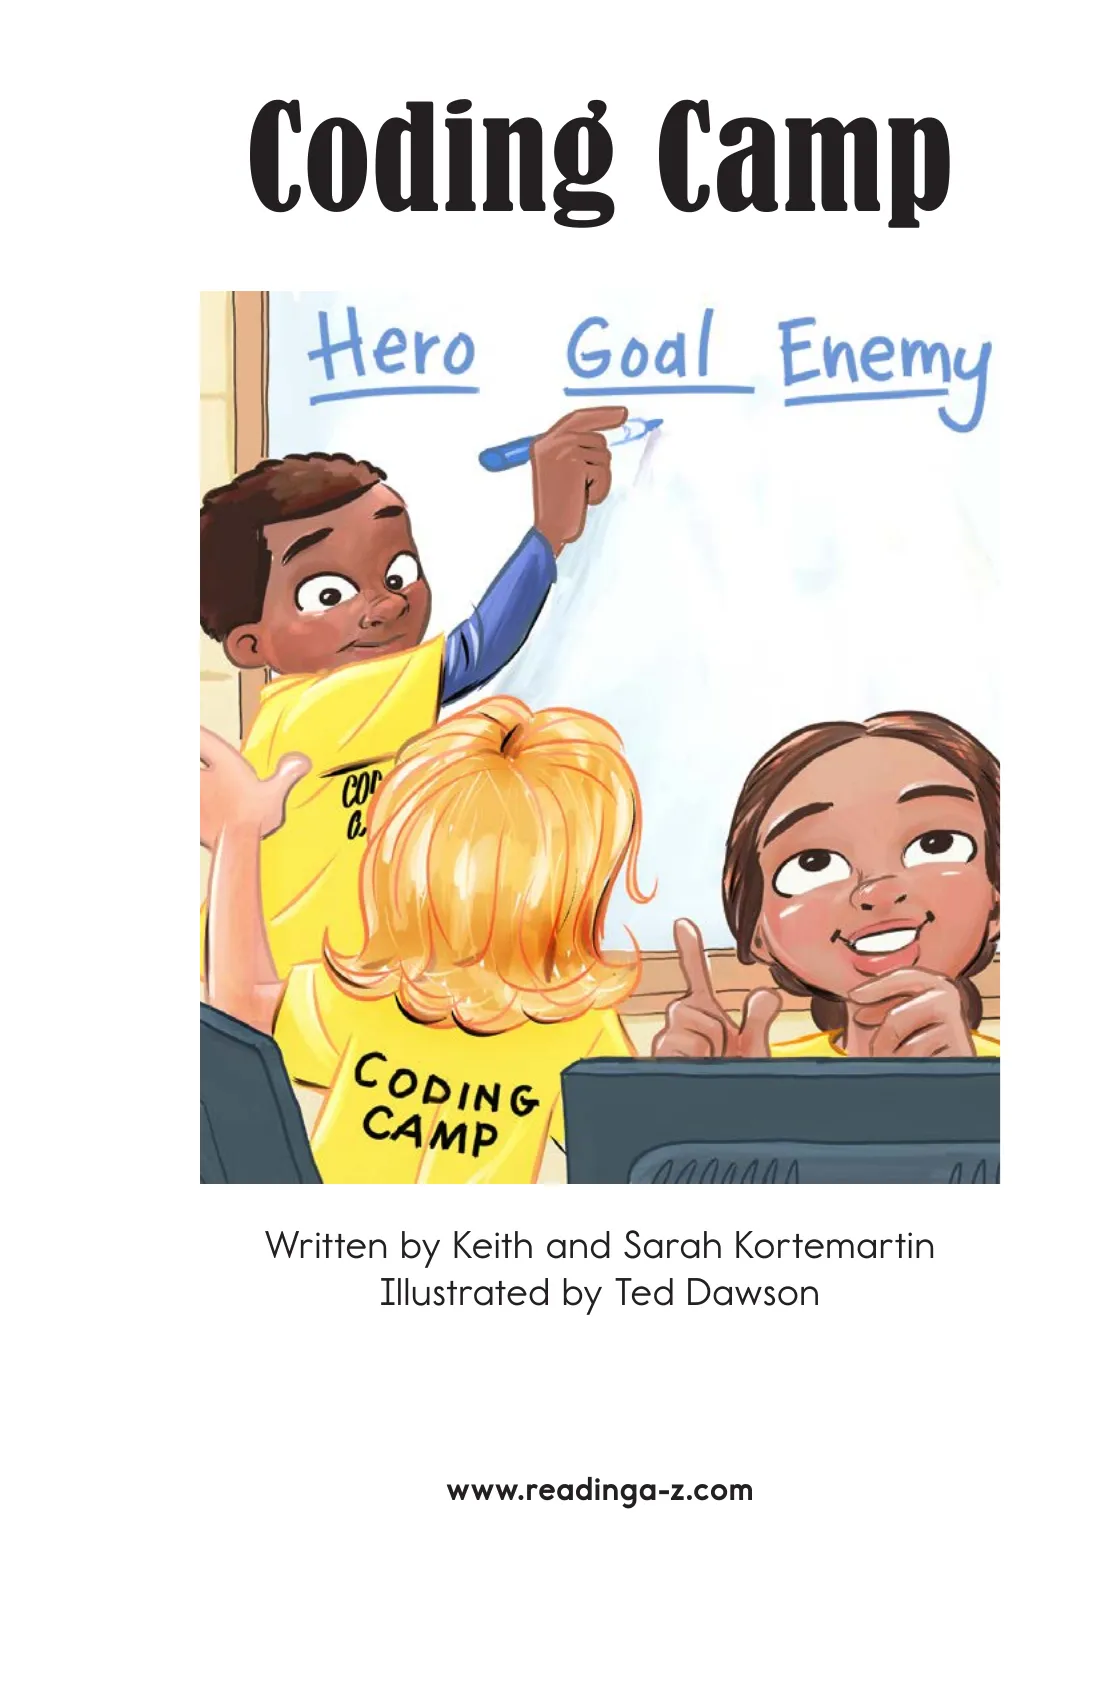 Coding Camp
Hero Goal Enemy
CODING
CAMP
Written by Keith and Sarah Kortemartin
Illustrated by Ted Dawson
www.readinga-z.com